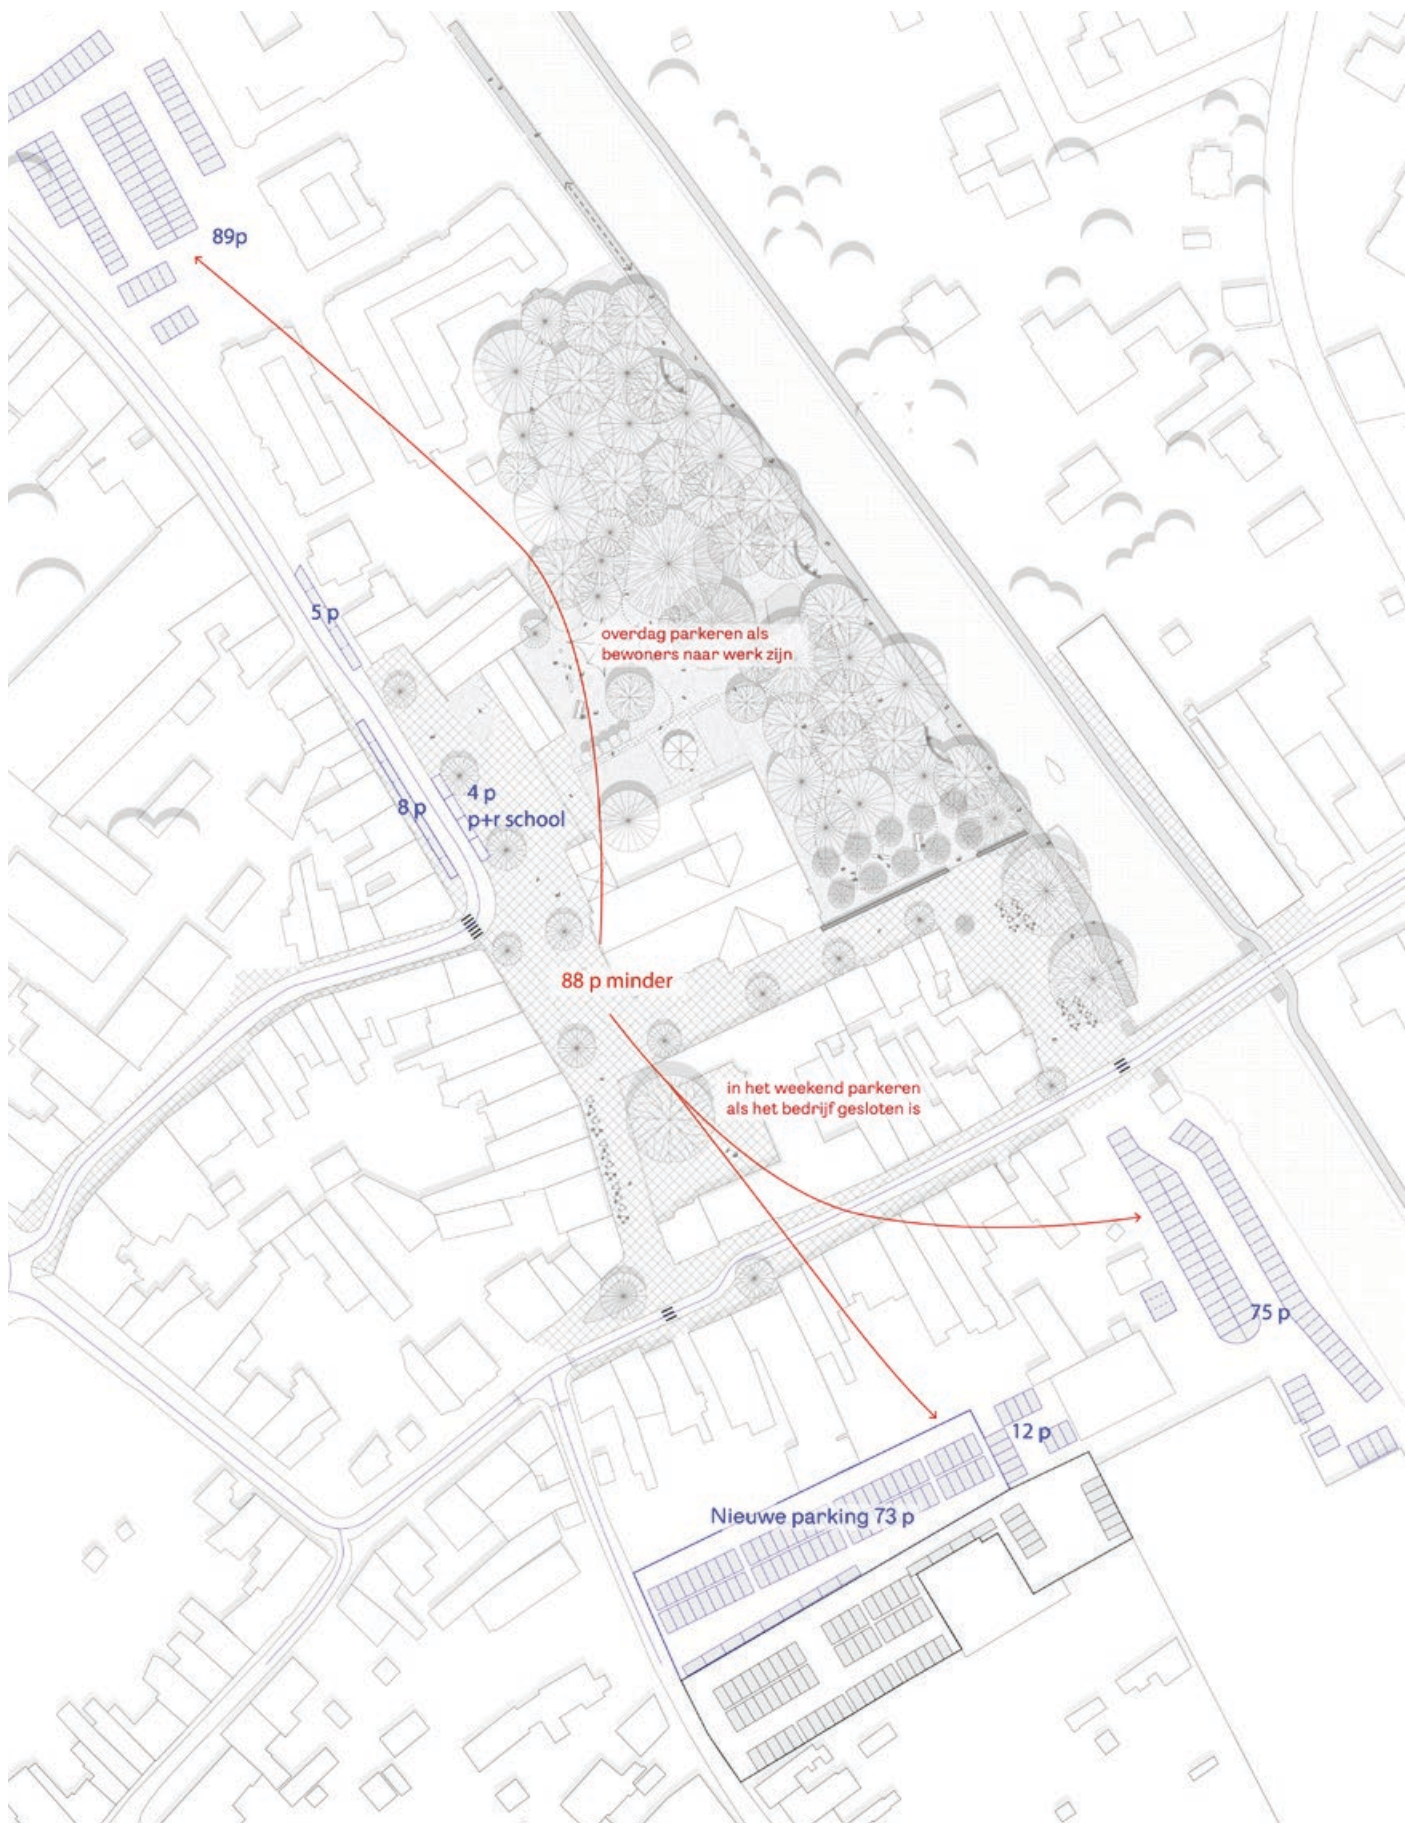 89p
5 p
overdag parkeren als
bewoners naar werk zijn
4 p
p+r school
8 p
88 p minder
in het weekend parkeren
als het bedrijf gesloten is
75 p
12 p
Nieuwe parking 73 p